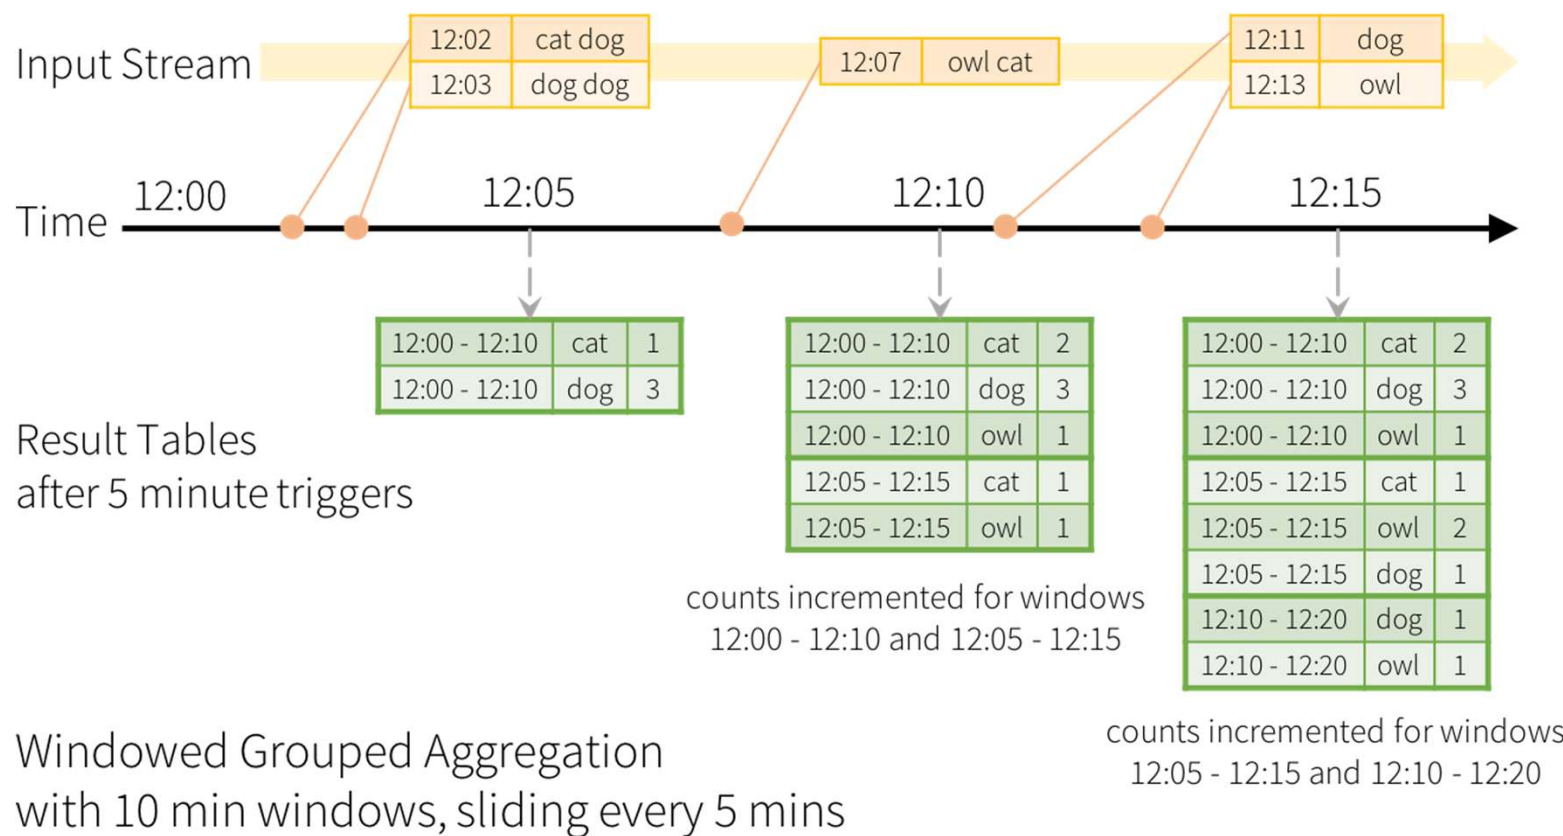 Input Stream
12:02 cat dog
12:03 dog dog
12:07 owl cat
12:11 dog
12:13 owl
Time
12:00 12:05 12:10 12:15
Result Tables
after 5 minute triggers
12:00 - 12:10 cat 1
12:00 - 12:10 dog 3
12:00 - 12:10 cat 2
12:00 - 12:10 dog 3
12:00 - 12:10 owl 1
12:05 - 12:15 cat 1
12:05 - 12:15 owl 1
counts incremented for windows
12:00 - 12:10 and 12:05 - 12:15
12:00 - 12:10 cat 2
12:00 - 12:10 dog 3
12:00 - 12:10 owl 1
12:05 - 12:15 cat 1
12:05 - 12:15 owl 2
12:05 - 12:15 dog 1
12:10 - 12:20 dog 1
12:10 - 12:20 owl 1
counts incremented for windows
12:05 - 12:15 and 12:10 - 12:20
Windowed Grouped Aggregation
with 10 min windows, sliding every 5 mins